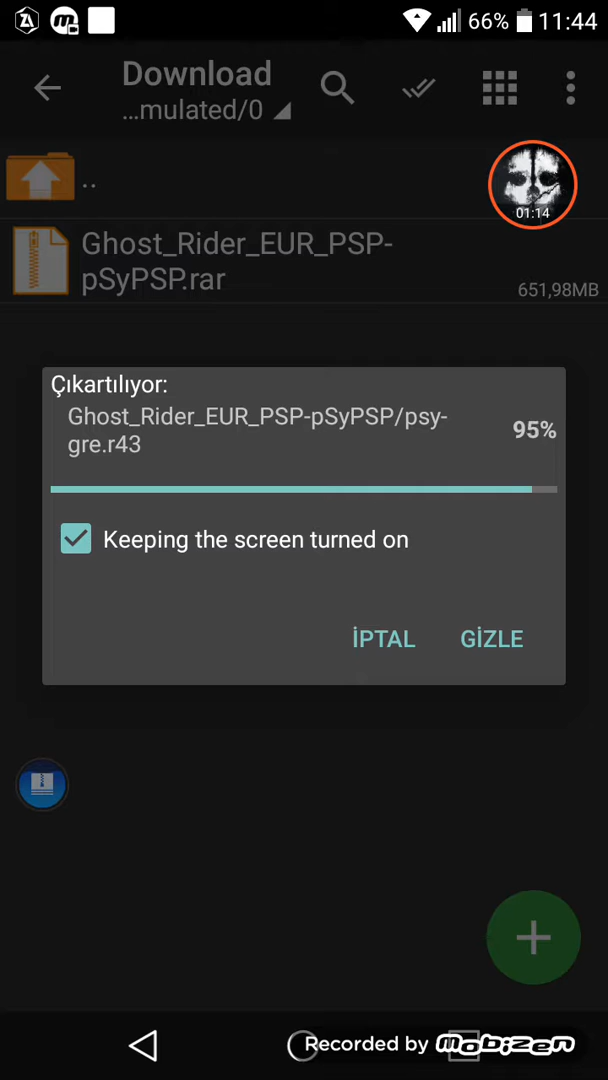 66% 11:44
Download
...mulated/0
..
01:14
Ghost_Rider_EUR_PSP-
pSyPSP.rar
651,98MB
Çıkartılıyor:
Ghost_Rider_EUR_PSP-pSyPSP/psy-
gre.r43
95%
Keeping the screen turned on
İPTAL GİZLE
Recorded by mobizen